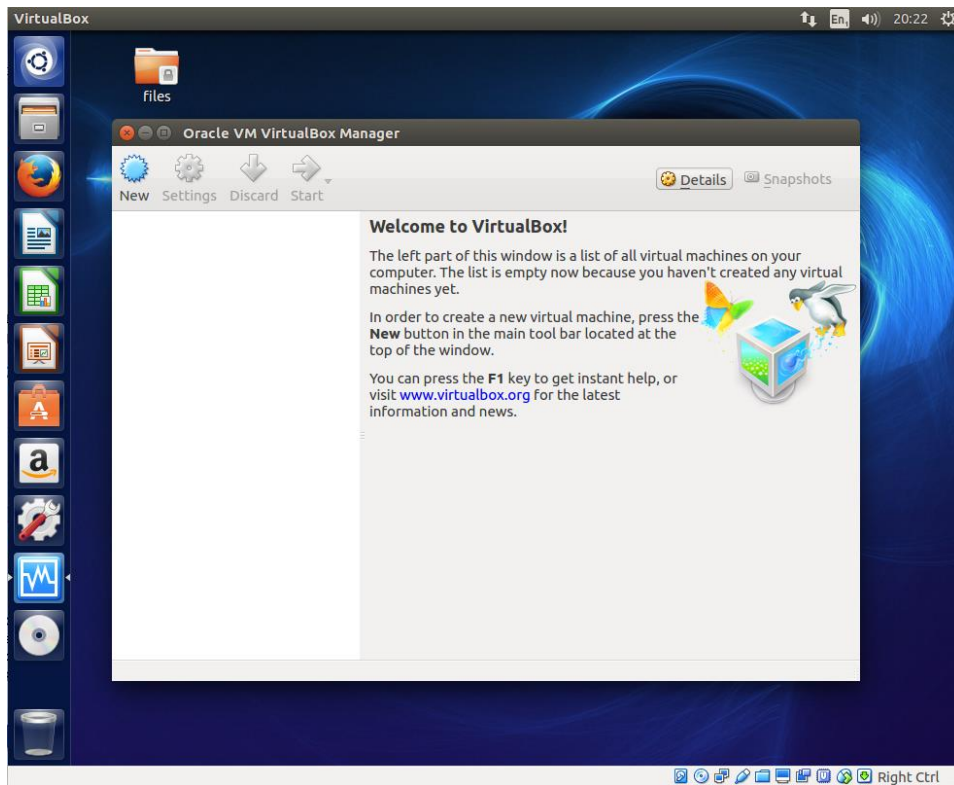 VirtualBox
En1 20:22
files
Oracle VM VirtualBox Manager
New Settings Discard Start
Details Snapshots
Welcome to VirtualBox!
The left part of this window is a list of all virtual machines on your
computer. The list is empty now because you haven't created any virtual
machines yet.
In order to create a new virtual machine, press the
New button in the main tool bar located at the
top of the window.
You can press the F1 key to get instant help, or
visit www.virtualbox.org for the latest
information and news.
A
a
Right Ctrl